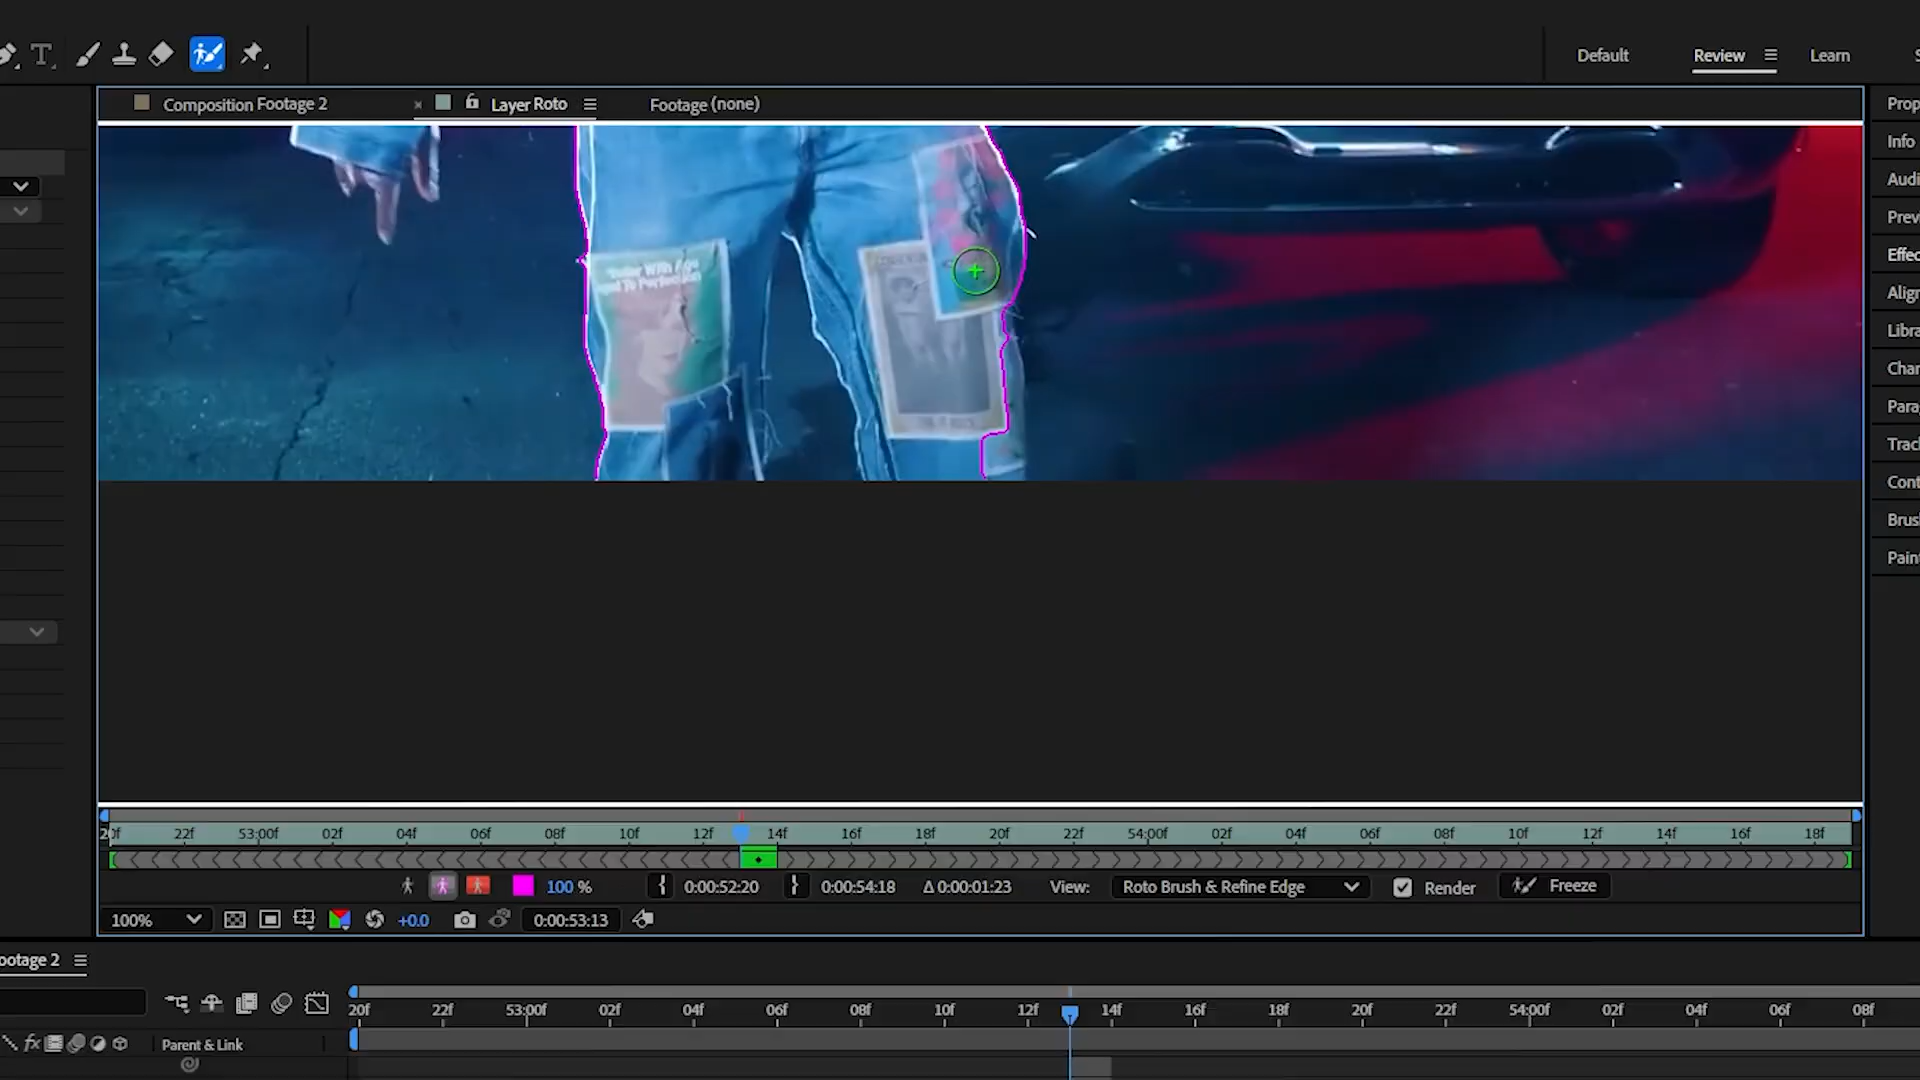 T
Default
Review
Learn
S
Composition Footage 2
× Layer Roto
Footage (none)
Prop
Info
Audi
Prev
Effec
Align
Libra
Char
Para
Track
Cont
Brus
Pain
20f 22f 53:00f 02f 04f 06f 08f 10f 12f 14f 16f 18f 20f 22f 54:00f 02f 04f 06f 08f 10f 12f 14f 16f 18f
100 %
{ 0:00:52:20 } 0:00:54:18 Δ 0:00:01:23
View: Roto Brush & Refine Edge
Render
Freeze
100%
+0.0
0:00:53:13
ootage 2
20f 22f 53:00f 02f 04f 06f 08f 10f 12f 14f 16f 18f 20f 22f 54:00f 02f 04f 06f 08f
fx
Parent & Link